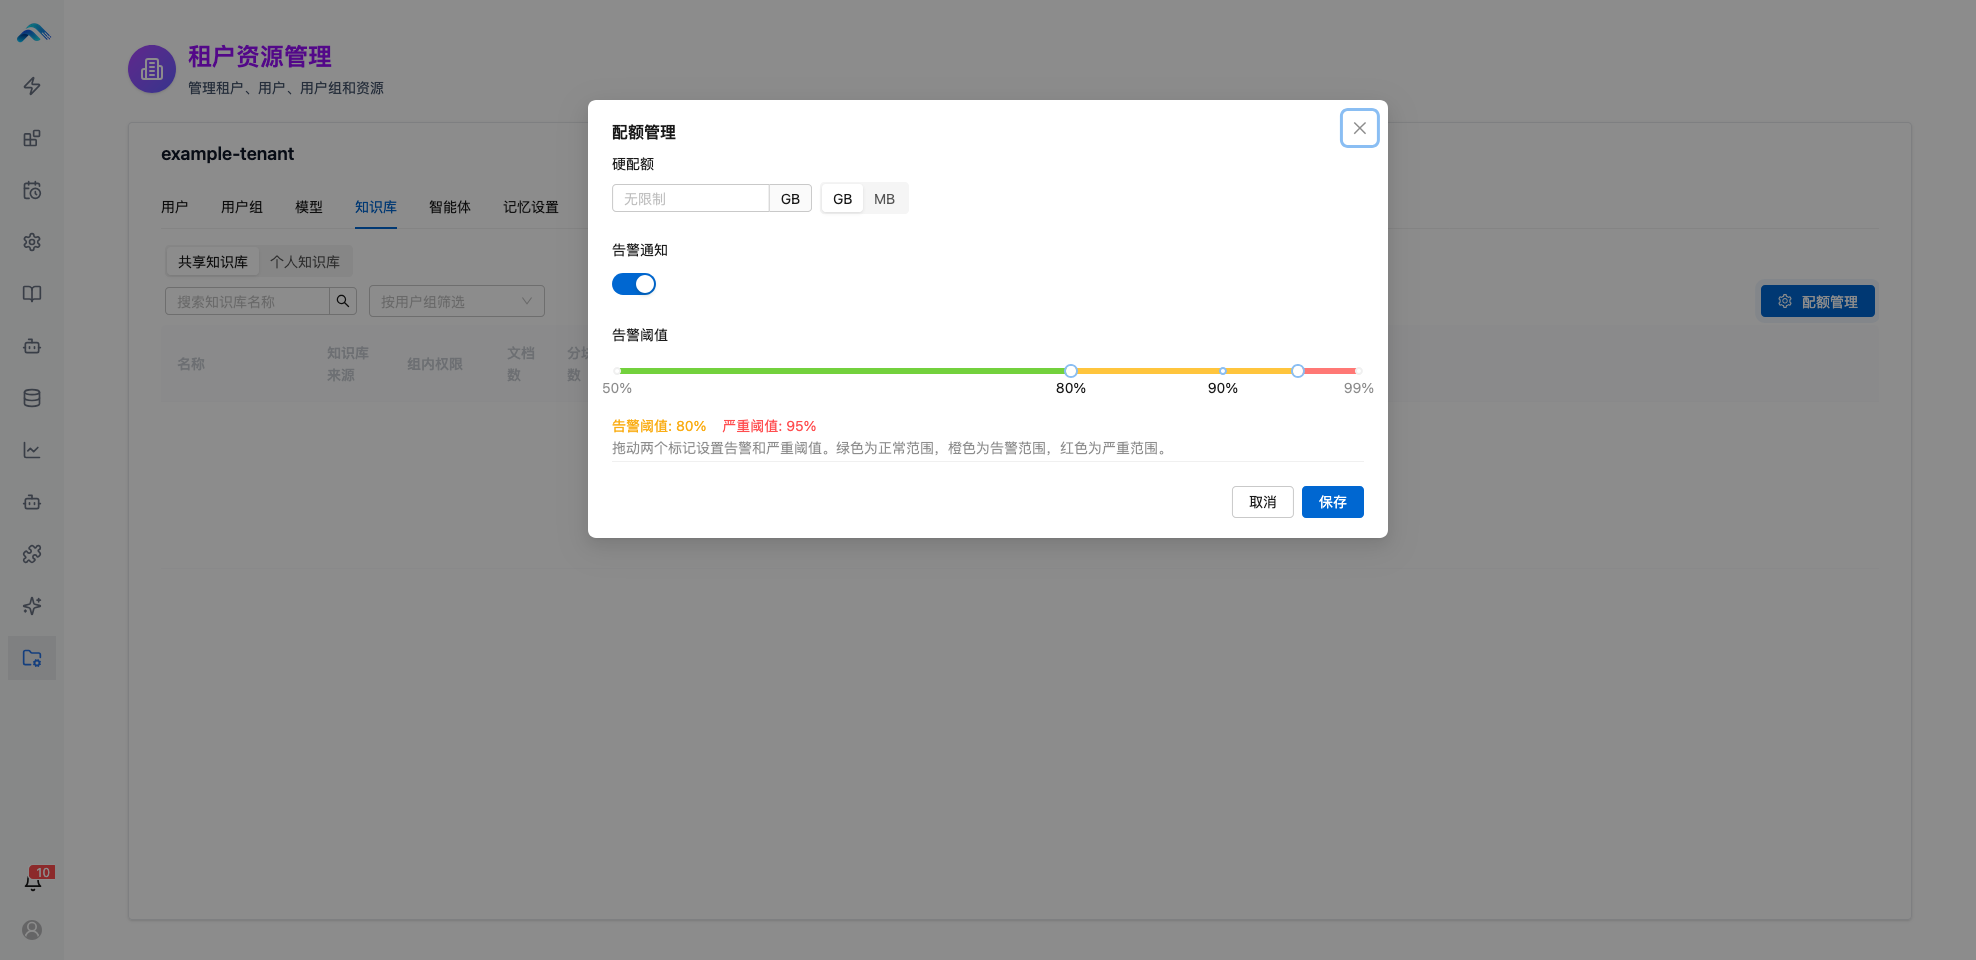 租户资源管理
管理租户、用户、用户组和资源
example-tenant
用户 用户组 模型 知识库 智能体 记忆设置
共享知识库 个人知识库
搜索知识库名称 按用户组筛选 配额管理
名称 知识库来源 组内权限 文档数
配额管理
硬配额
无限制 GB GB MB
告警通知
告警阈值
50% 80% 90% 99%
告警阈值: 80% 严重阈值: 95%
拖动两个标记设置告警和严重阈值。绿色为正常范围，橙色为告警范围，红色为严重范围。
取消 保存
10